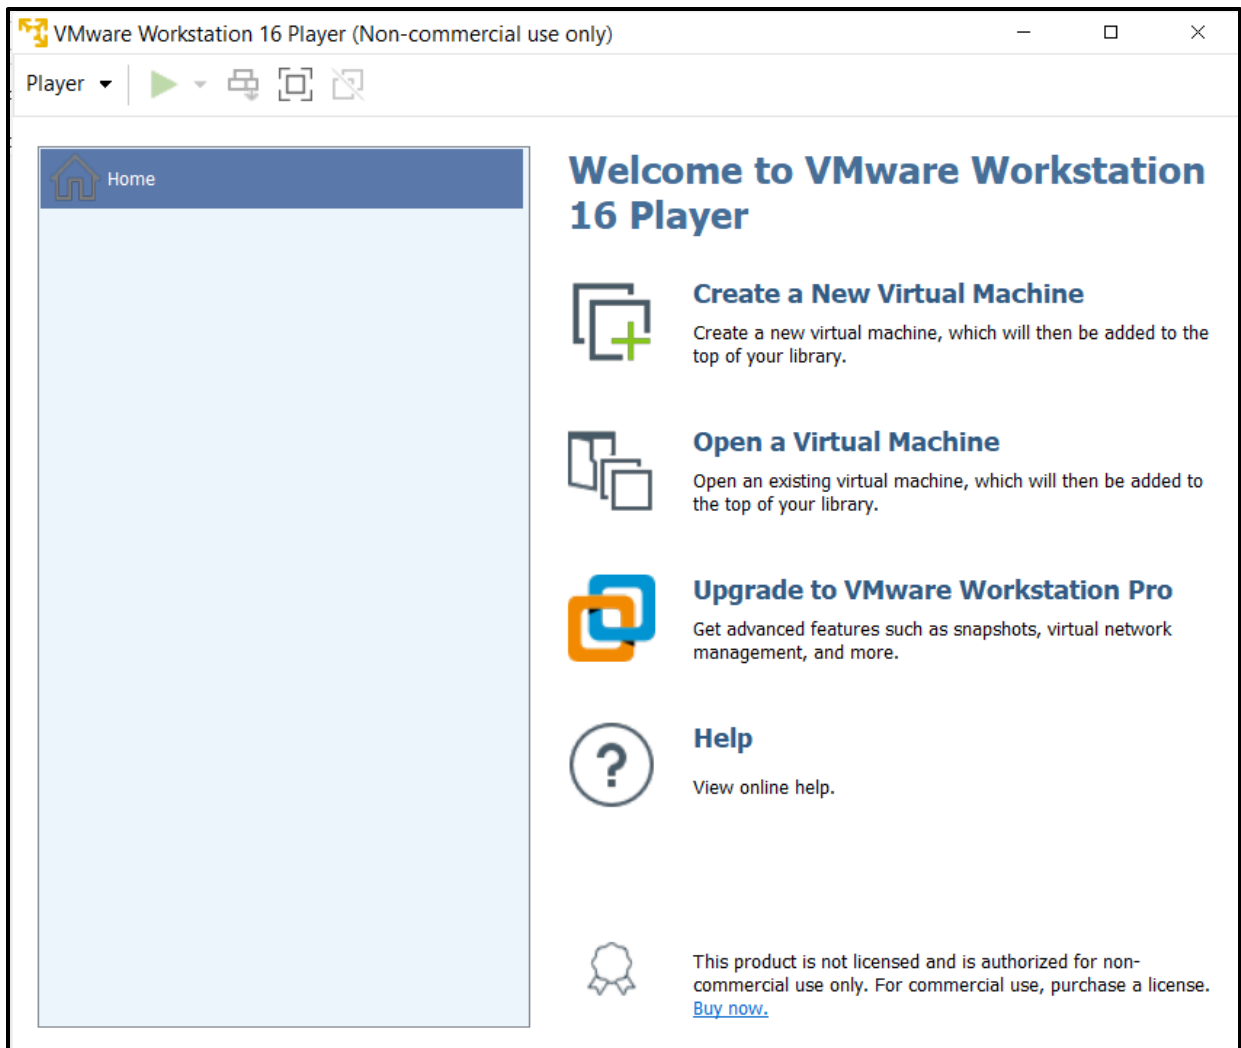 VMware Workstation 16 Player (Non-commercial use only)
Player
Home
Welcome to VMware Workstation
16 Player
Create a New Virtual Machine
Create a new virtual machine, which will then be added to the
top of your library.
Open a Virtual Machine
Open an existing virtual machine, which will then be added to
the top of your library.
Upgrade to VMware Workstation Pro
Get advanced features such as snapshots, virtual network
management, and more.
Help
View online help.
This product is not licensed and is authorized for non-
commercial use only. For commercial use, purchase a license.
Buy now.